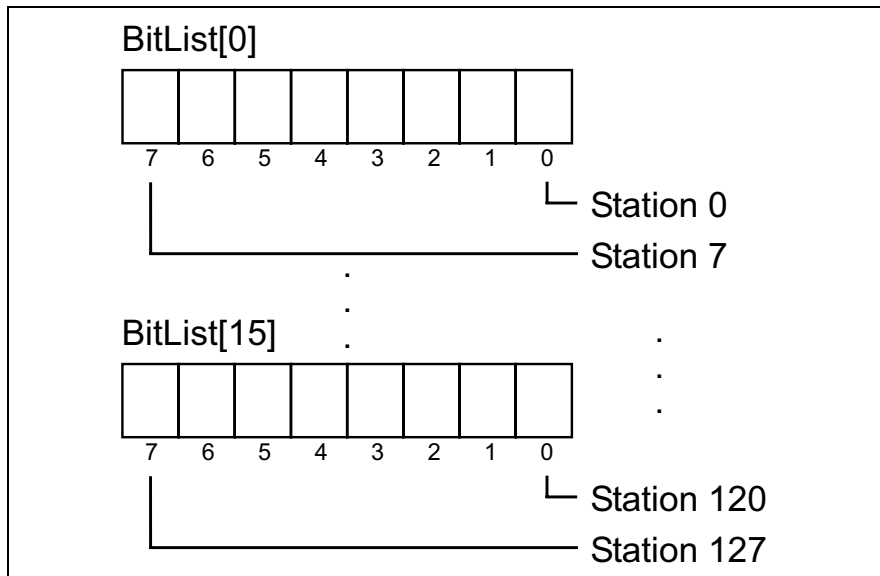 BitList[0]
7 6 5 4 3 2 1 0
Station 0
Station 7
.
.
BitList[15] .
.
.
.
7 6 5 4 3 2 1 0
Station 120
Station 127